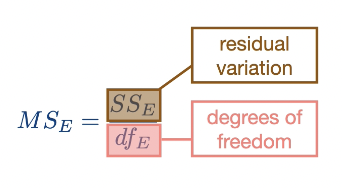 residual
variation
MS_E = SS_E / df_E
degrees of
freedom